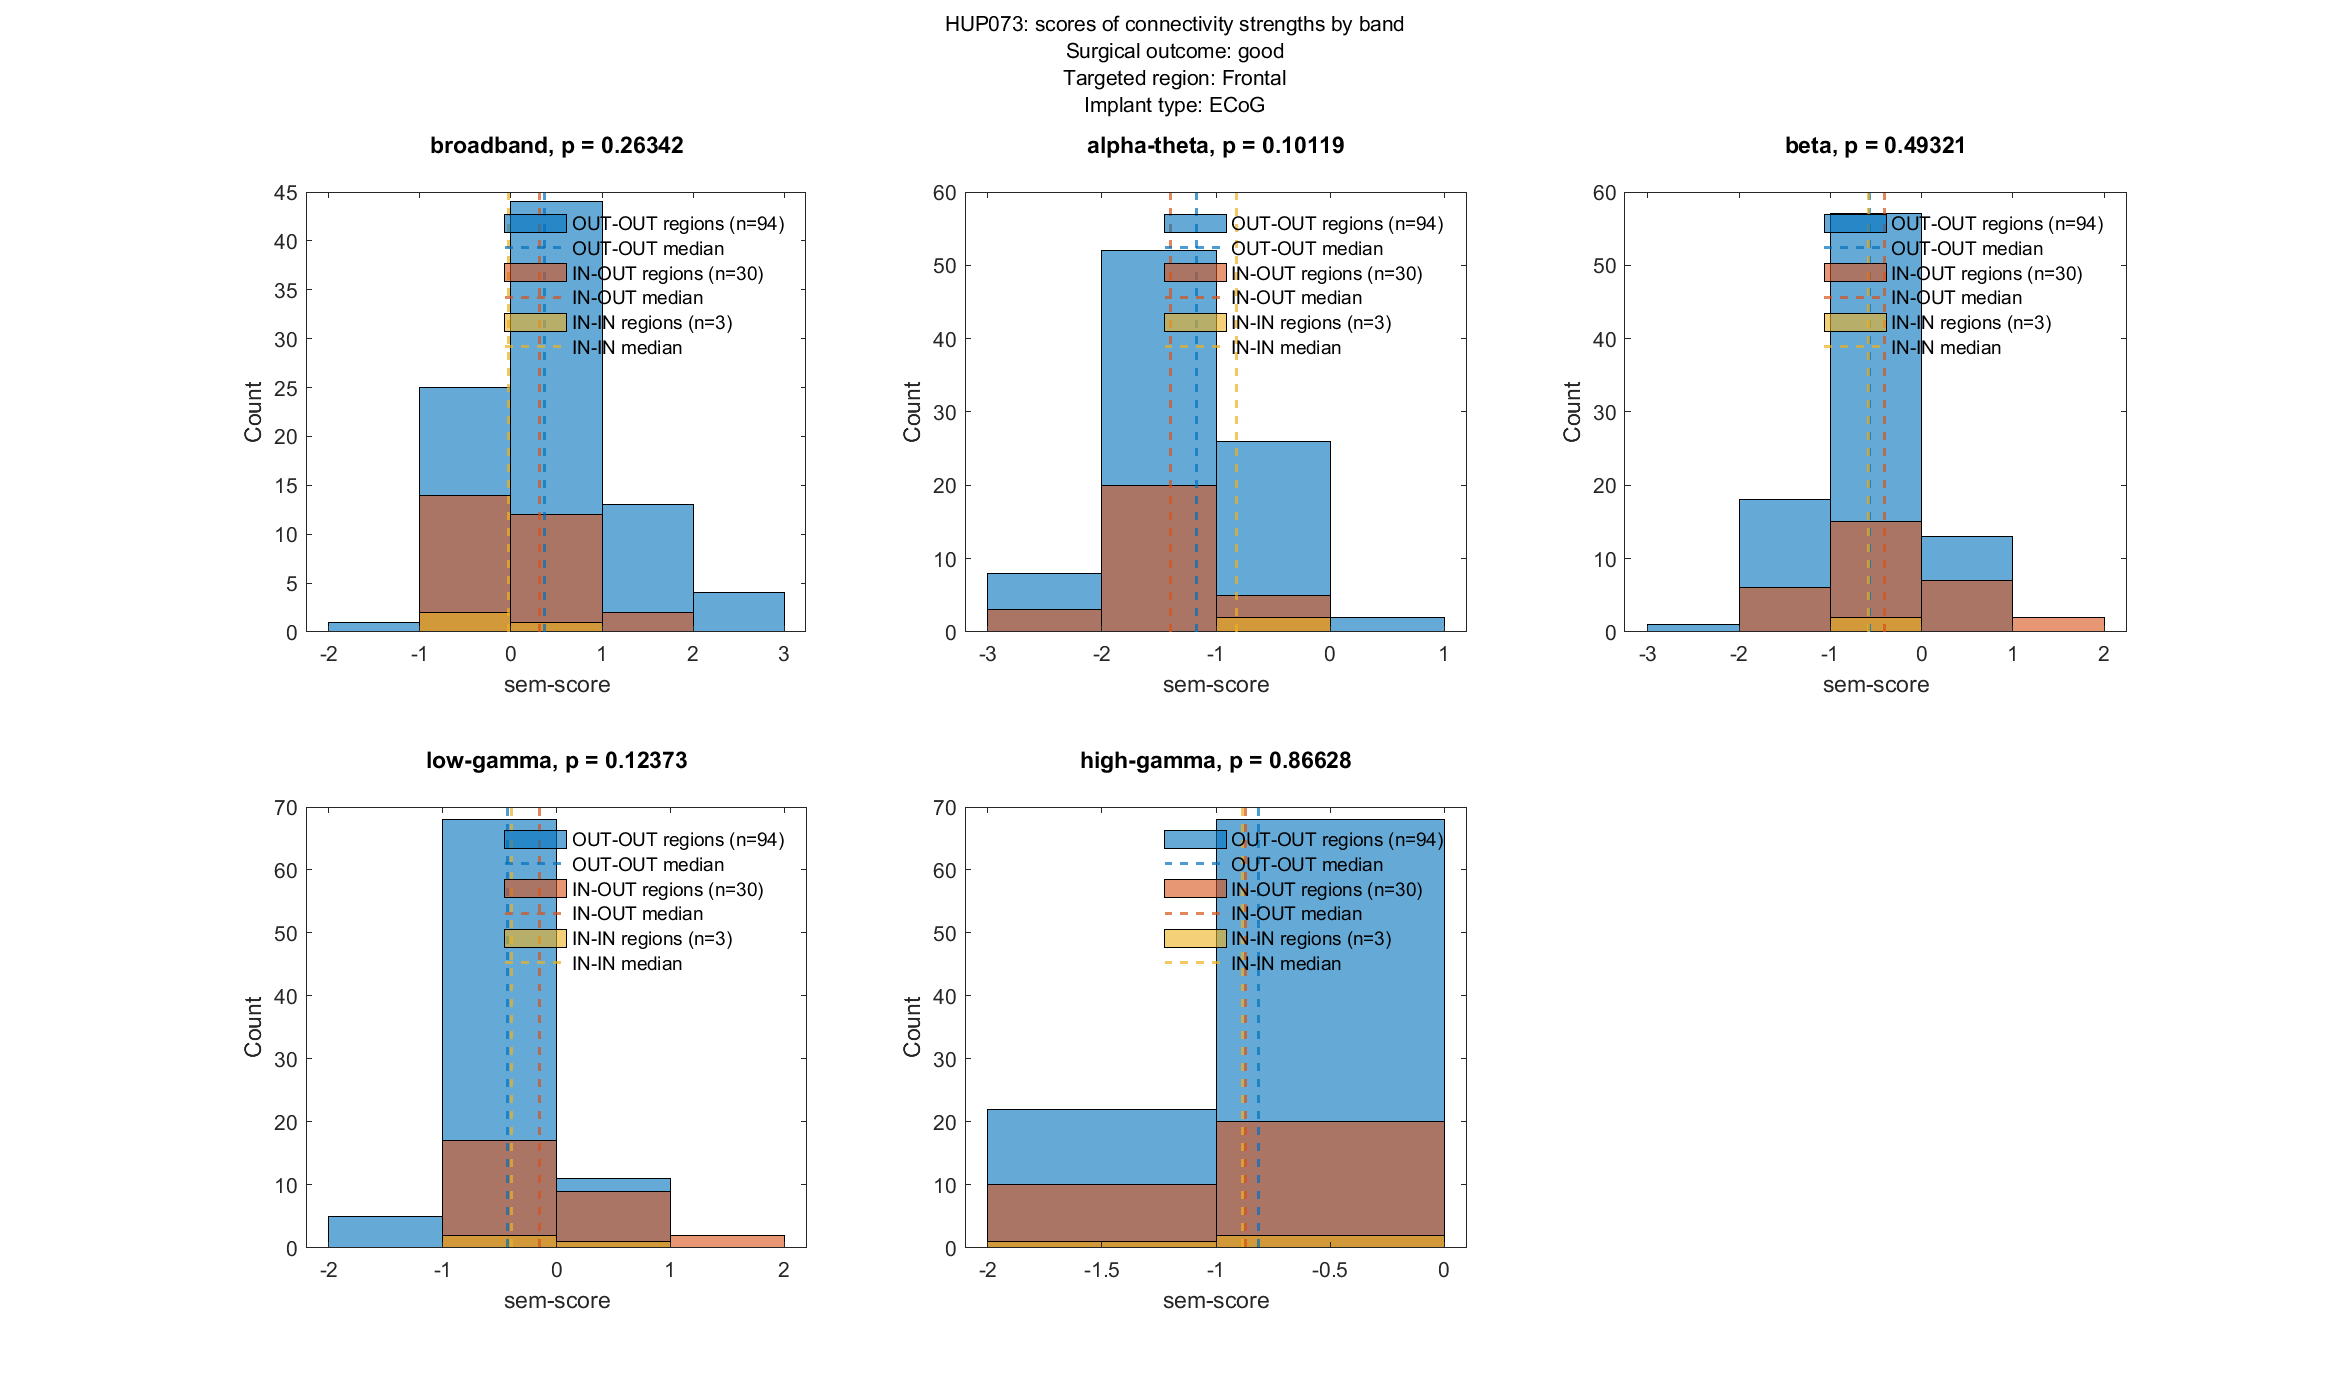 HUP073: scores of connectivity strengths by band
Surgical outcome: good
Targeted region: Frontal
Implant type: ECoG
broadband, p = 0.26342
45
40
35
30
25
20
15
10
5
0
Count
-2 -1 0 1 2 3
sem-score
OUT-OUT regions (n=94)
OUT-OUT median
IN-OUT regions (n=30)
IN-OUT median
IN-IN regions (n=3)
IN-IN median
alpha-theta, p = 0.10119
60
50
40
30
20
10
0
Count
-3 -2 -1 0 1
sem-score
OUT-OUT regions (n=94)
OUT-OUT median
IN-OUT regions (n=30)
IN-OUT median
IN-IN regions (n=3)
IN-IN median
beta, p = 0.49321
60
50
40
30
20
10
0
Count
-3 -2 -1 0 1 2
sem-score
OUT-OUT regions (n=94)
OUT-OUT median
IN-OUT regions (n=30)
IN-OUT median
IN-IN regions (n=3)
IN-IN median
low-gamma, p = 0.12373
70
60
50
40
30
20
10
0
Count
-2 -1 0 1 2
sem-score
OUT-OUT regions (n=94)
OUT-OUT median
IN-OUT regions (n=30)
IN-OUT median
IN-IN regions (n=3)
IN-IN median
high-gamma, p = 0.86628
70
60
50
40
30
20
10
0
Count
-2 -1.5 -1 -0.5 0
sem-score
OUT-OUT regions (n=94)
OUT-OUT median
IN-OUT regions (n=30)
IN-OUT median
IN-IN regions (n=3)
IN-IN median